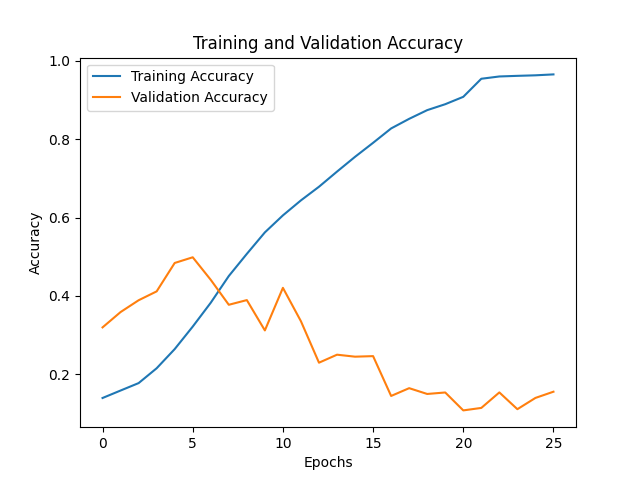 Training and Validation Accuracy
Training Accuracy
Validation Accuracy
Accuracy
1.0
0.8
0.6
0.4
0.2
0 5 10 15 20 25
Epochs